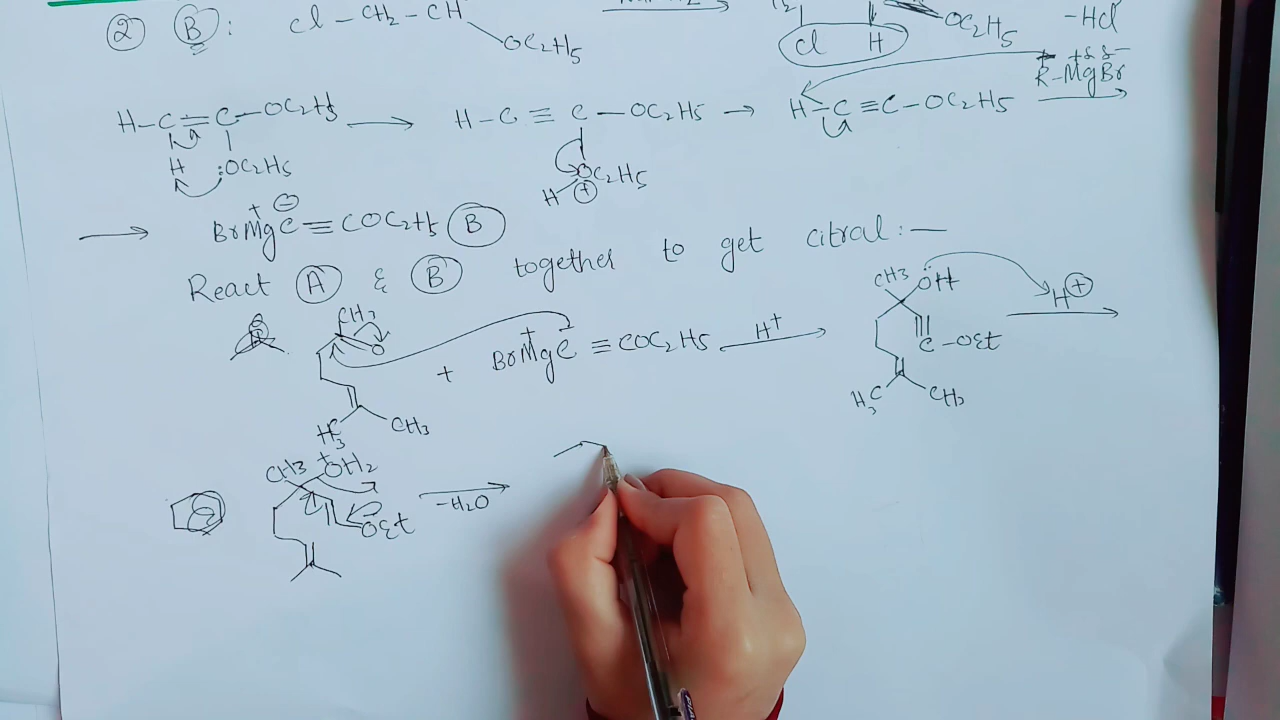 ② Ⓑ : Cl – CH2 – CH OC2H5
Cl H OC2H5 –HCl
H–C=C–OC2H5 → H–C≡C–OC2H5 → H–C≡C–OC2H5 R–MgBr →
H :OC2H5 H OC2H5 ⊕
→ BrMgC≡COC2H5 Ⓑ
React Ⓐ & Ⓑ together to get citral :—
CH3 O + BrMgC≡COC2H5 H+ → CH3 ÖH C–OEt H⊕ →
H3C CH3 H3C CH3
CH3 +OH2 OEt –H2O →